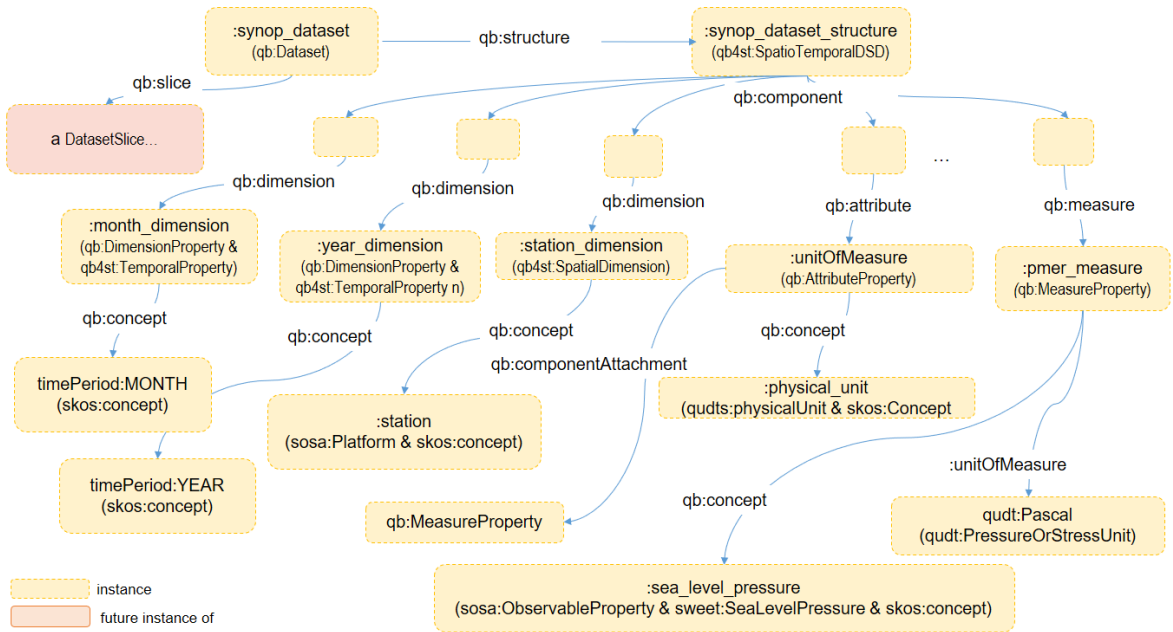 :synop_dataset
(qb:Dataset)
qb:structure
:synop_dataset_structure
(qb4st:SpatioTemporalDSD)
qb:slice
qb:component
a DatasetSlice...
...
qb:dimension
qb:dimension
qb:dimension
qb:attribute
qb:measure
:month_dimension
(qb:DimensionProperty &
qb4st:TemporalProperty)
:year_dimension
(qb:DimensionProperty &
qb4st:TemporalProperty n)
:station_dimension
(qb4st:SpatialDimension)
:unitOfMeasure
(qb:AttributeProperty)
:pmer_measure
(qb:MeasureProperty)
qb:concept
qb:concept
qb:concept
qb:concept
qb:componentAttachment
timePeriod:MONTH
(skos:concept)
:station
(sosa:Platform & skos:concept)
:physical_unit
(qudts:physicalUnit & skos:Concept
timePeriod:YEAR
(skos:concept)
:unitOfMeasure
qb:concept
qb:MeasureProperty
qudt:Pascal
(qudt:PressureOrStressUnit)
:sea_level_pressure
(sosa:ObservableProperty & sweet:SeaLevelPressure & skos:concept)
instance
future instance of